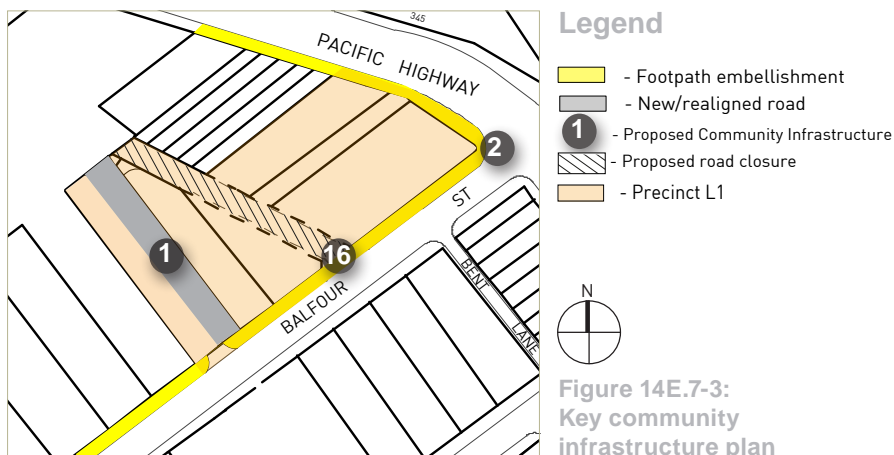 345
PACIFIC HIGHWAY
2
ST
1
16
BALFOUR
BENT
LANE
Legend
- Footpath embellishment
- New/realigned road
1 - Proposed Community Infrastructure
- Proposed road closure
- Precinct L1
N
Figure 14E.7-3:
Key community
infrastructure plan